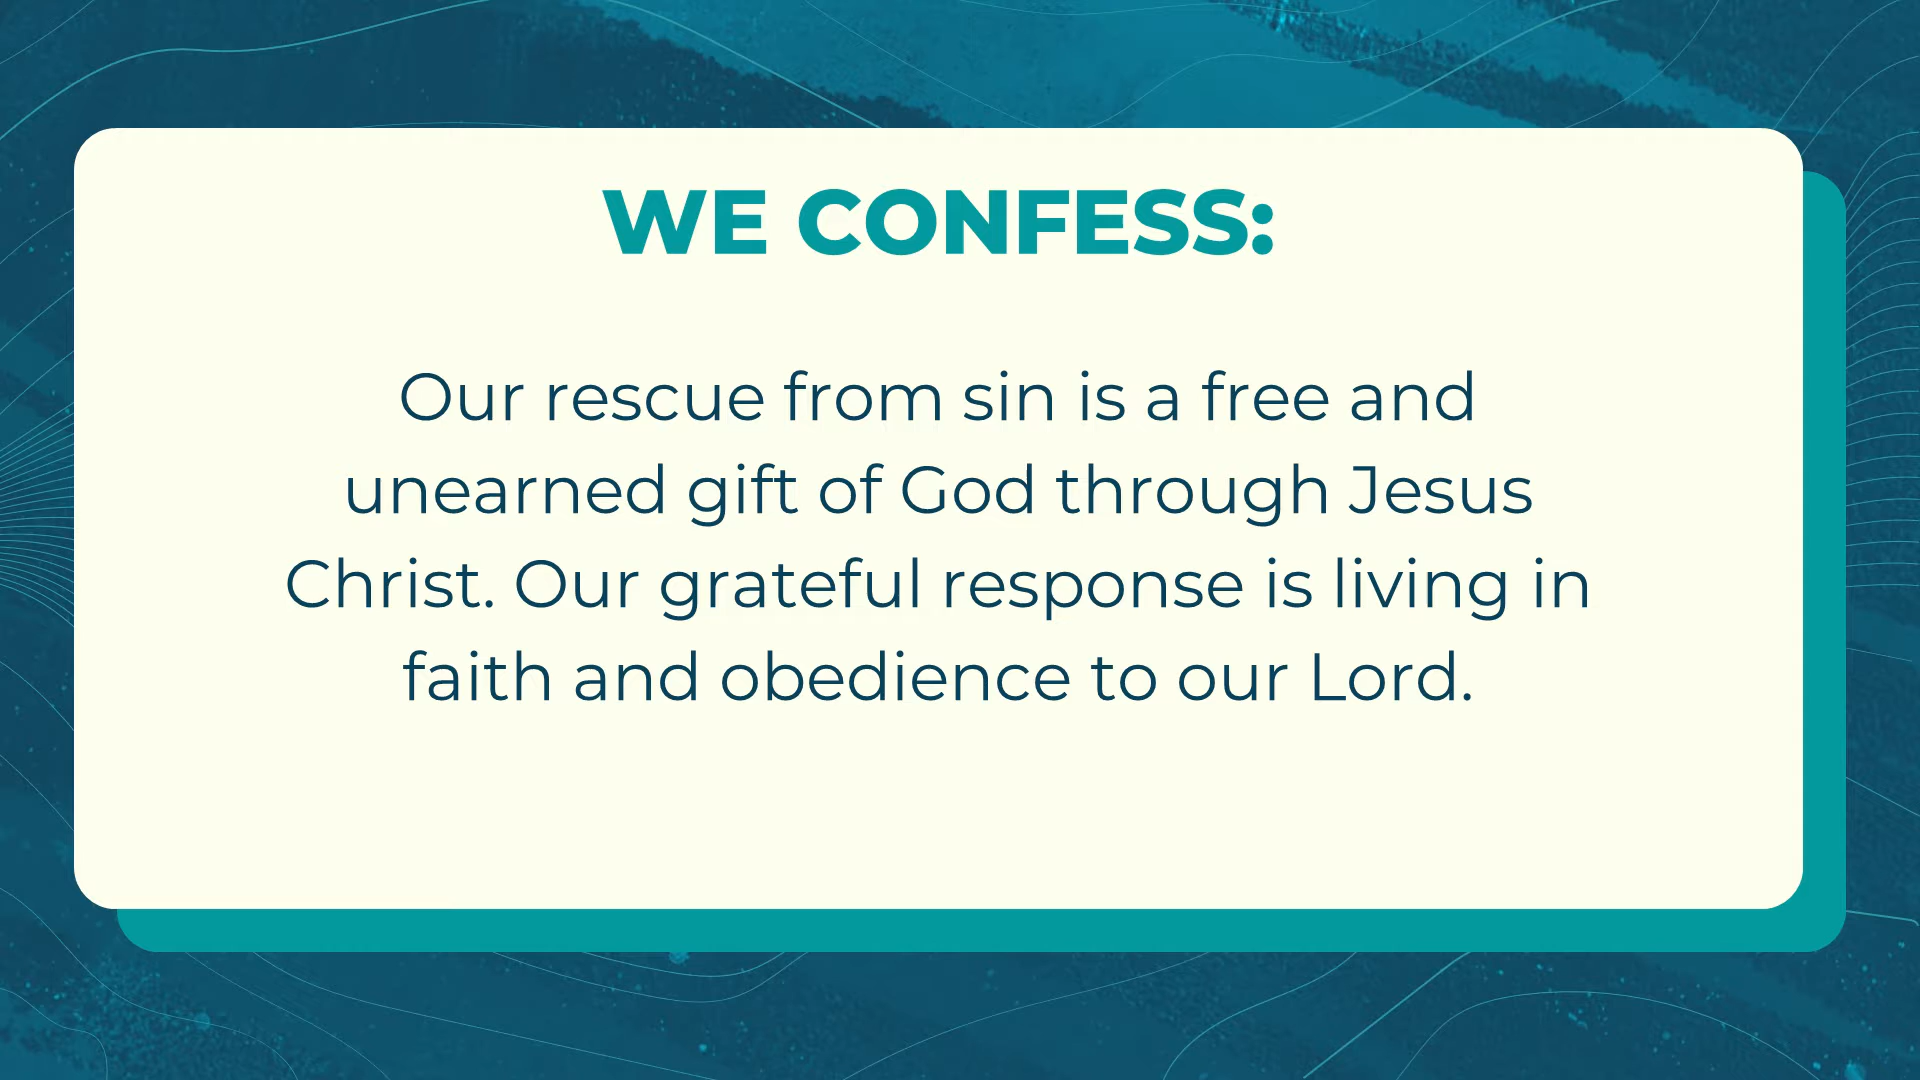 WE CONFESS:
Our rescue from sin is a free and
unearned gift of God through Jesus
Christ. Our grateful response is living in
faith and obedience to our Lord.